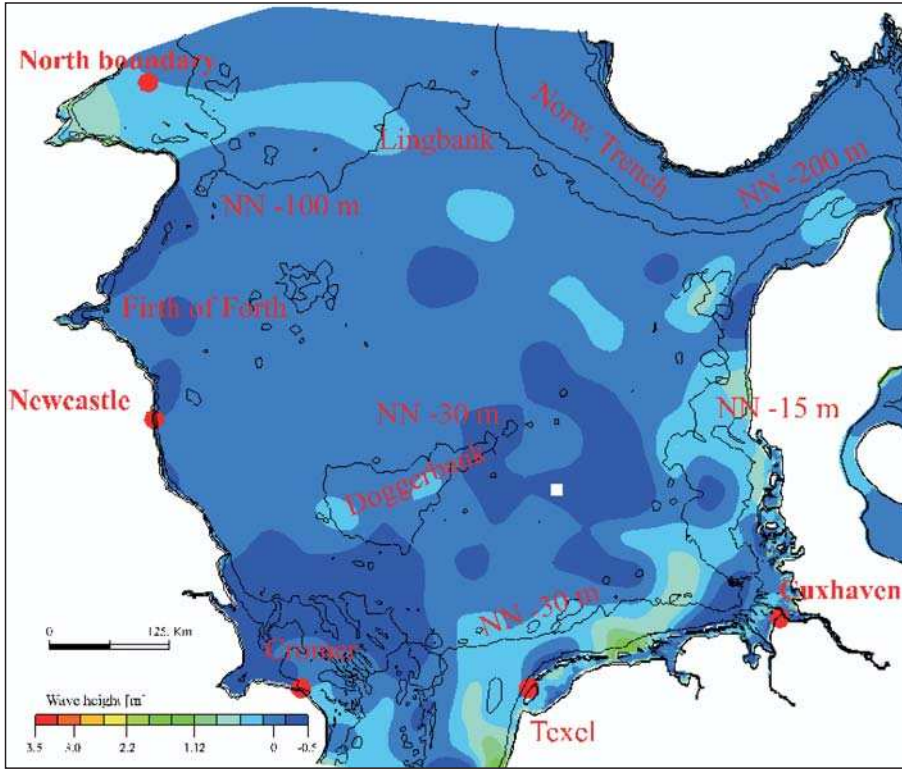 North boundary
Lingbank
Norw. Trench
NN -200 m
NN -100 m
Firth of Forth
Newcastle
NN -30 m
NN -15 m
Doggerbank
Cuxhaven
NN -30 m
0 125. Km
Cromer
Wave height [m]
Texel
3.5 3.0 2.2 1.12 0 -0.5